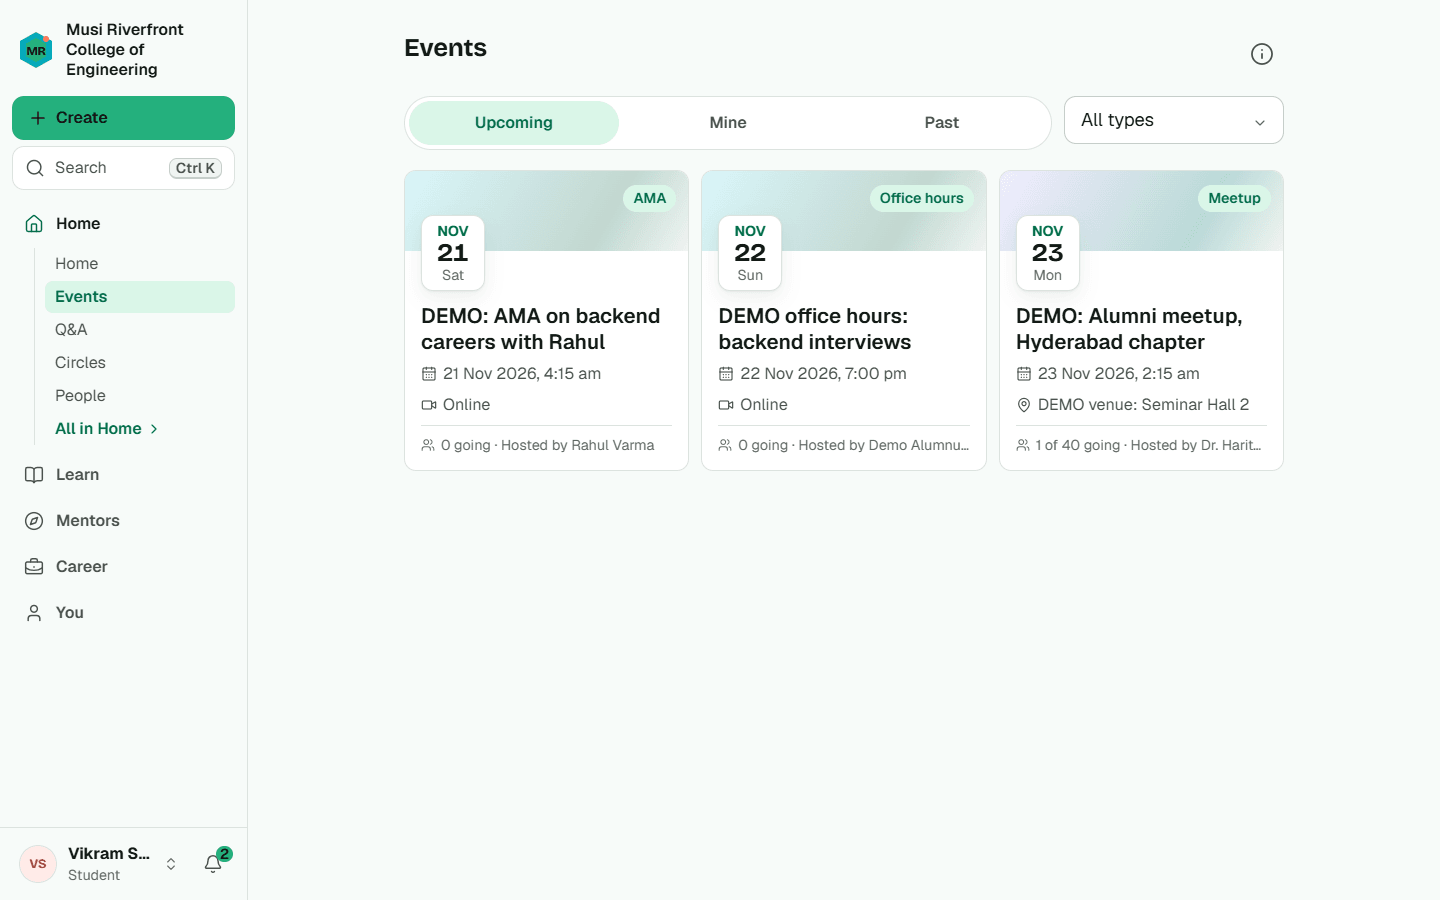 MR
Musi Riverfront
College of
Engineering
Create
Search
Ctrl K
Home
Home
Events
Q&A
Circles
People
All in Home
Learn
Mentors
Career
You
VS
Vikram S...
Student
2
Events
Upcoming
Mine
Past
All types
AMA
NOV
21
Sat
DEMO: AMA on backend
careers with Rahul
21 Nov 2026, 4:15 am
Online
0 going · Hosted by Rahul Varma
Office hours
NOV
22
Sun
DEMO office hours:
backend interviews
22 Nov 2026, 7:00 pm
Online
0 going · Hosted by Demo Alumnu...
Meetup
NOV
23
Mon
DEMO: Alumni meetup,
Hyderabad chapter
23 Nov 2026, 2:15 am
DEMO venue: Seminar Hall 2
1 of 40 going · Hosted by Dr. Harit...